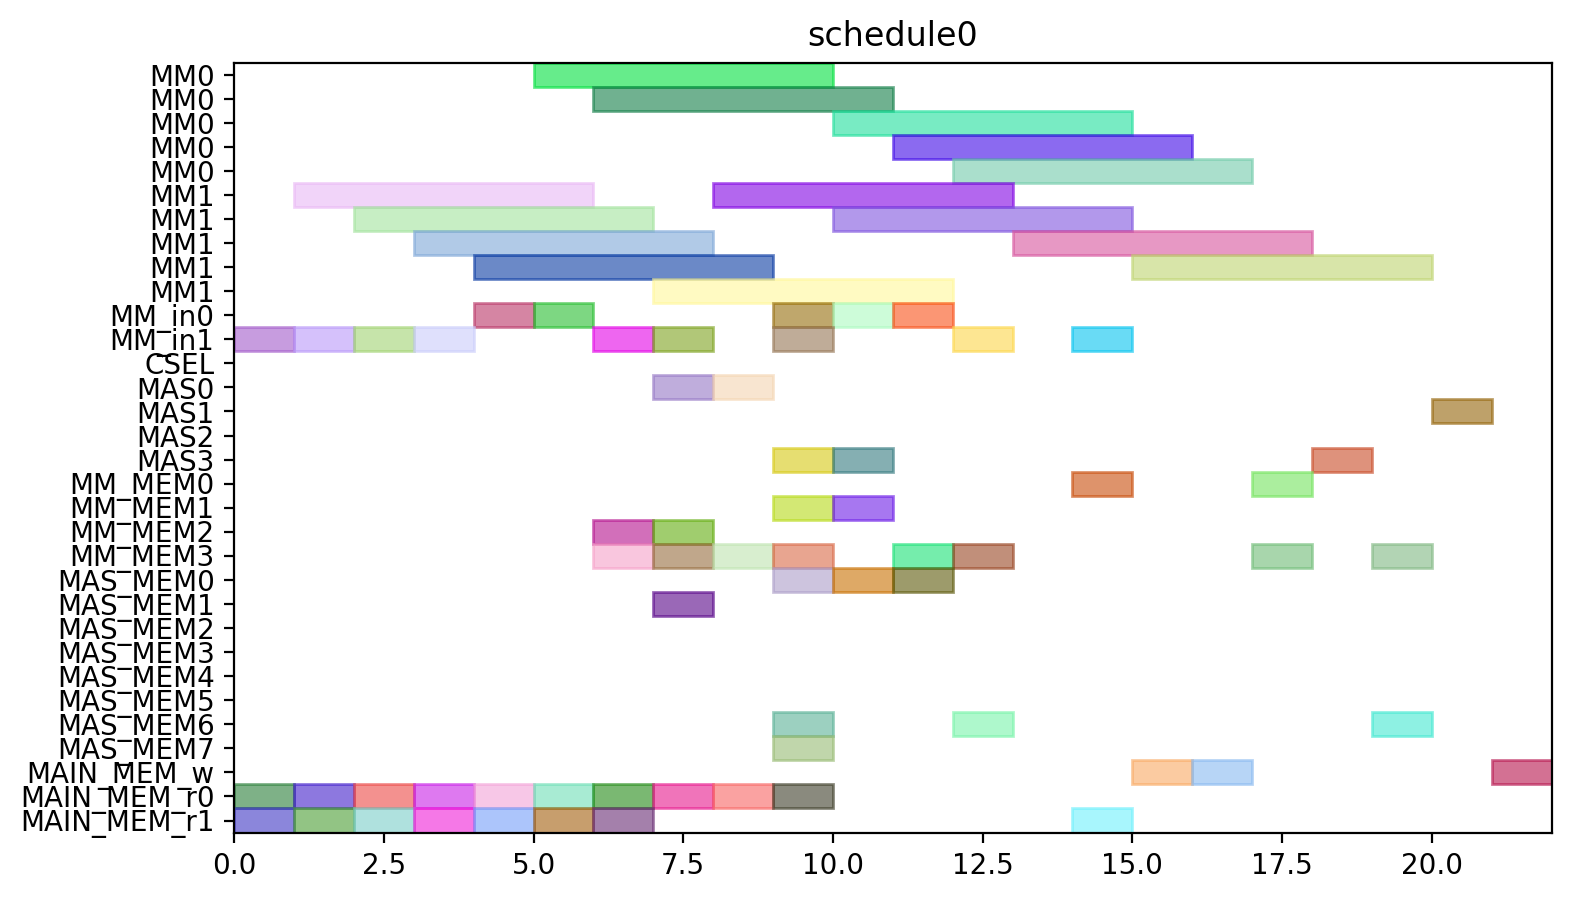 schedule0
MM0
MM0
MM0
MM0
MM0
MM1
MM1
MM1
MM1
MM1
MM_in0
MM_in1
CSEL
MAS0
MAS1
MAS2
MAS3
MM_MEM0
MM_MEM1
MM_MEM2
MM_MEM3
MAS_MEM0
MAS_MEM1
MAS_MEM2
MAS_MEM3
MAS_MEM4
MAS_MEM5
MAS_MEM6
MAS_MEM7
MAIN_MEM_w
MAIN_MEM_r0
MAIN_MEM_r1
0.0 2.5 5.0 7.5 10.0 12.5 15.0 17.5 20.0